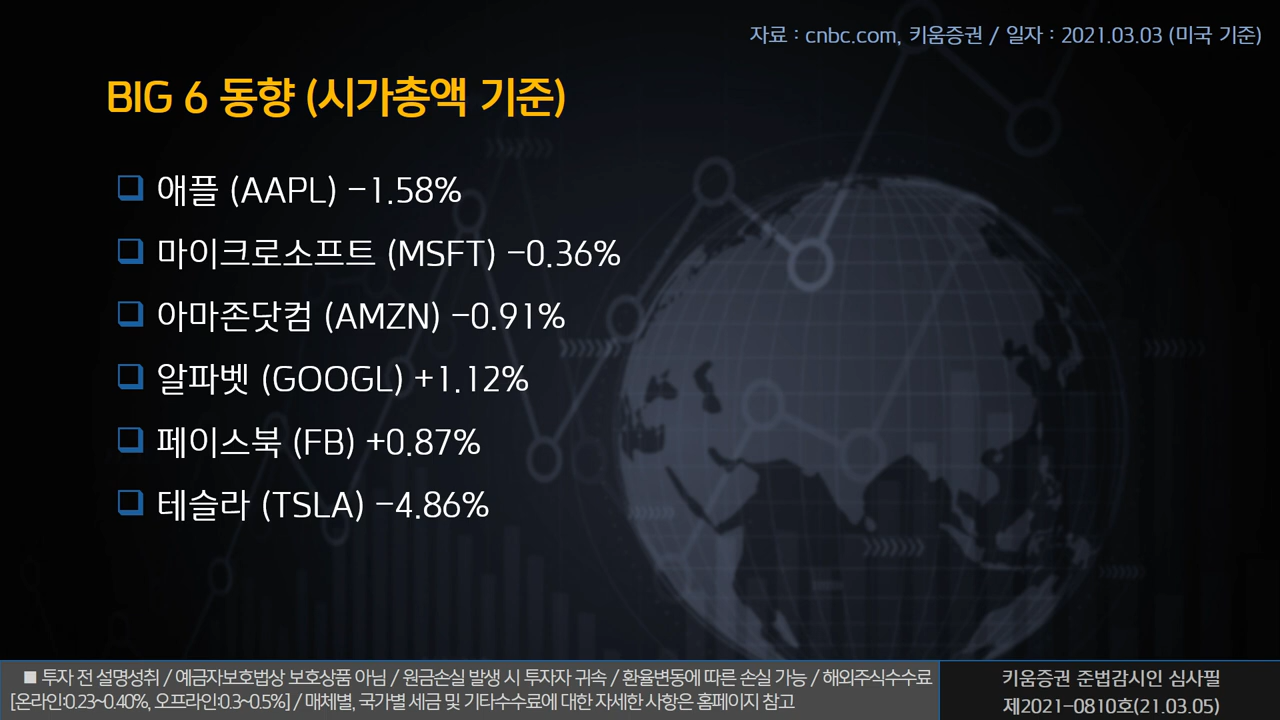 자료 : cnbc.com, 키움증권 / 일자 : 2021.03.03 (미국 기준)
BIG 6 동향 (시가총액 기준)
❑ 애플 (AAPL) -1.58%
❑ 마이크로소프트 (MSFT) -0.36%
❑ 아마존닷컴 (AMZN) -0.91%
❑ 알파벳 (GOOGL) +1.12%
❑ 페이스북 (FB) +0.87%
❑ 테슬라 (TSLA) -4.86%
■ 투자 전 설명성취 / 예금자보호법상 보호상품 아님 / 원금손실 발생 시 투자자 귀속 / 환율변동에 따른 손실 가능 / 해외주식수수료
[온라인:0.23~0.40%, 오프라인:0.3~0.5%] / 매체별, 국가별 세금 및 기타수수료에 대한 자세한 사항은 홈페이지 참고
키움증권 준법감시인 심사필
제2021-0810호(21.03.05)